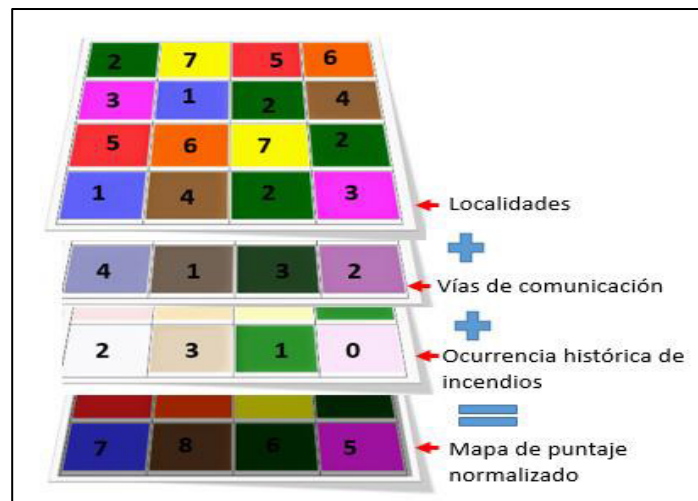 2 7 5 6
3 1 2 4
5 6 7 2
1 4 2 3
Localidades
4 1 3 2
Vías de comunicación
2 3 1 0
Ocurrencia histórica de
incendios
7 8 6 5
Mapa de puntaje
normalizado